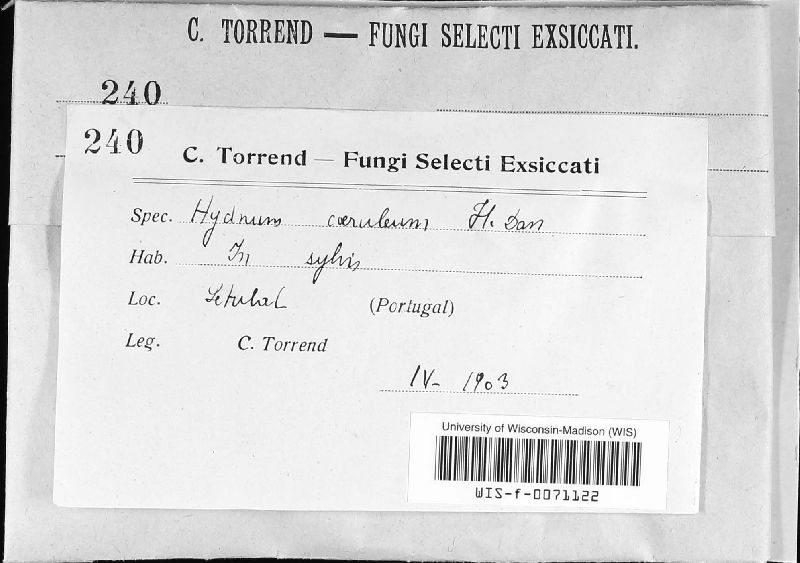 C. TORREND — FUNGI SELECTI EXSICCATI.
240
240
C. Torrend — Fungi Selecti Exsiccati
Spec. Hydnum cœruleum Fl. Dan
Hab. In sylvis
Loc. Setubal (Portugal)
Leg. C. Torrend
IV- 1903
University of Wisconsin-Madison (WIS)
WIS-f-0071122